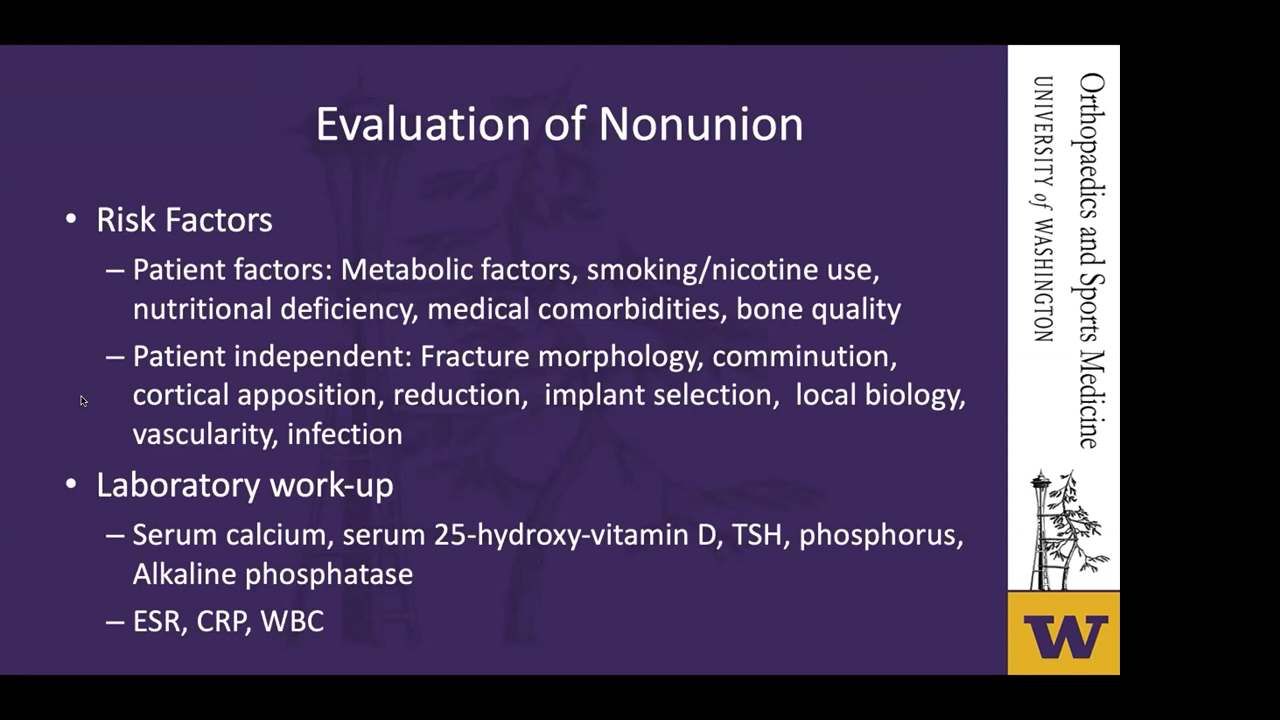 Evaluation of Nonunion
• Risk Factors
– Patient factors: Metabolic factors, smoking/nicotine use,
nutritional deficiency, medical comorbidities, bone quality
– Patient independent: Fracture morphology, comminution,
cortical apposition, reduction, implant selection, local biology,
vascularity, infection
• Laboratory work-up
– Serum calcium, serum 25-hydroxy-vitamin D, TSH, phosphorus,
Alkaline phosphatase
– ESR, CRP, WBC
Orthopaedics and Sports Medicine
UNIVERSITY of WASHINGTON
W